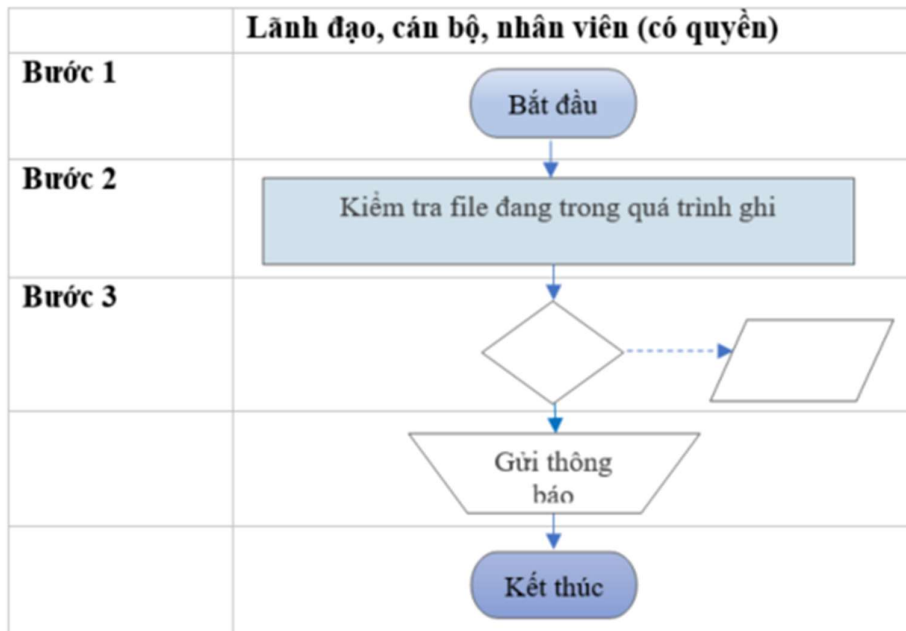 Lãnh đạo, cán bộ, nhân viên (có quyền)
Bước 1
Bắt đầu
Bước 2
Kiểm tra file đang trong quá trình ghi
Bước 3
Gửi thông
báo
Kết thúc